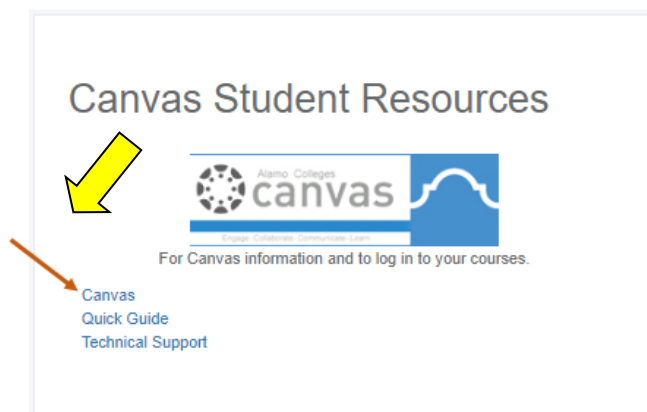 Canvas Student Resources
Alamo Colleges
canvas
Engage· Collaborate· Communicate· Learn
For Canvas information and to log in to your courses.
Canvas
Quick Guide
Technical Support